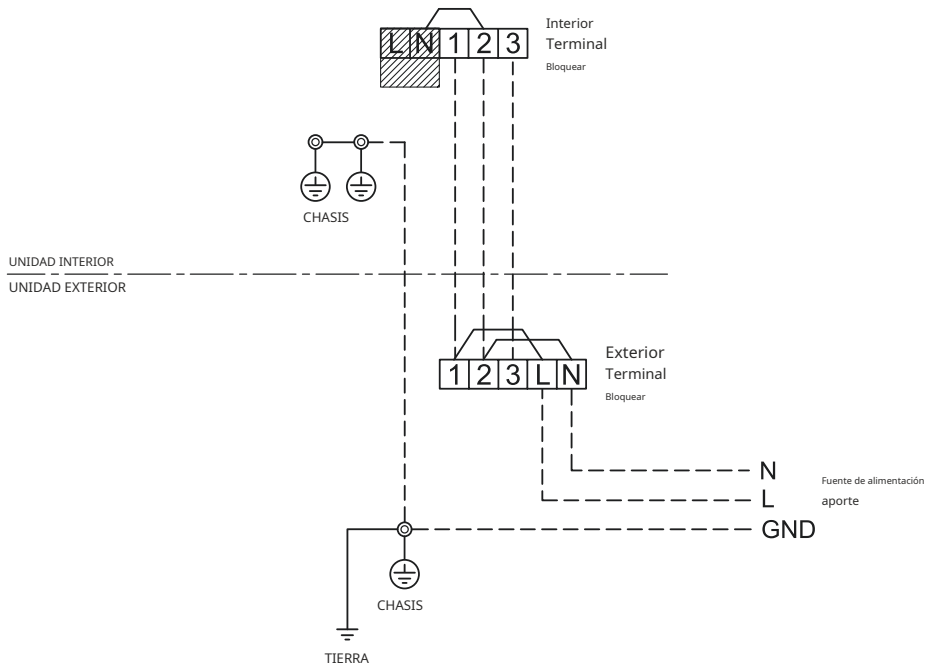 Interior
Terminal
Bloquear
L N 1 2 3
CHASIS
UNIDAD INTERIOR
UNIDAD EXTERIOR
Exterior
Terminal
Bloquear
1 2 3 L N
N
L
GND
Fuente de alimentación
aporte
CHASIS
TIERRA